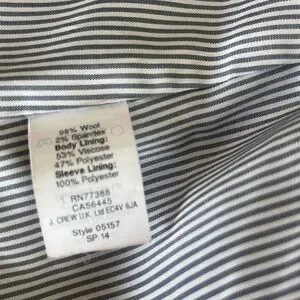 98% Wool
2% Spandex
Body Lining:
53% Viscose
47% Polyester
Sleeve Lining:
100% Polyester
RN77388
CA56445
J. CREW U.K. Ltd EC4V 6JA
Style 05157
SP 14